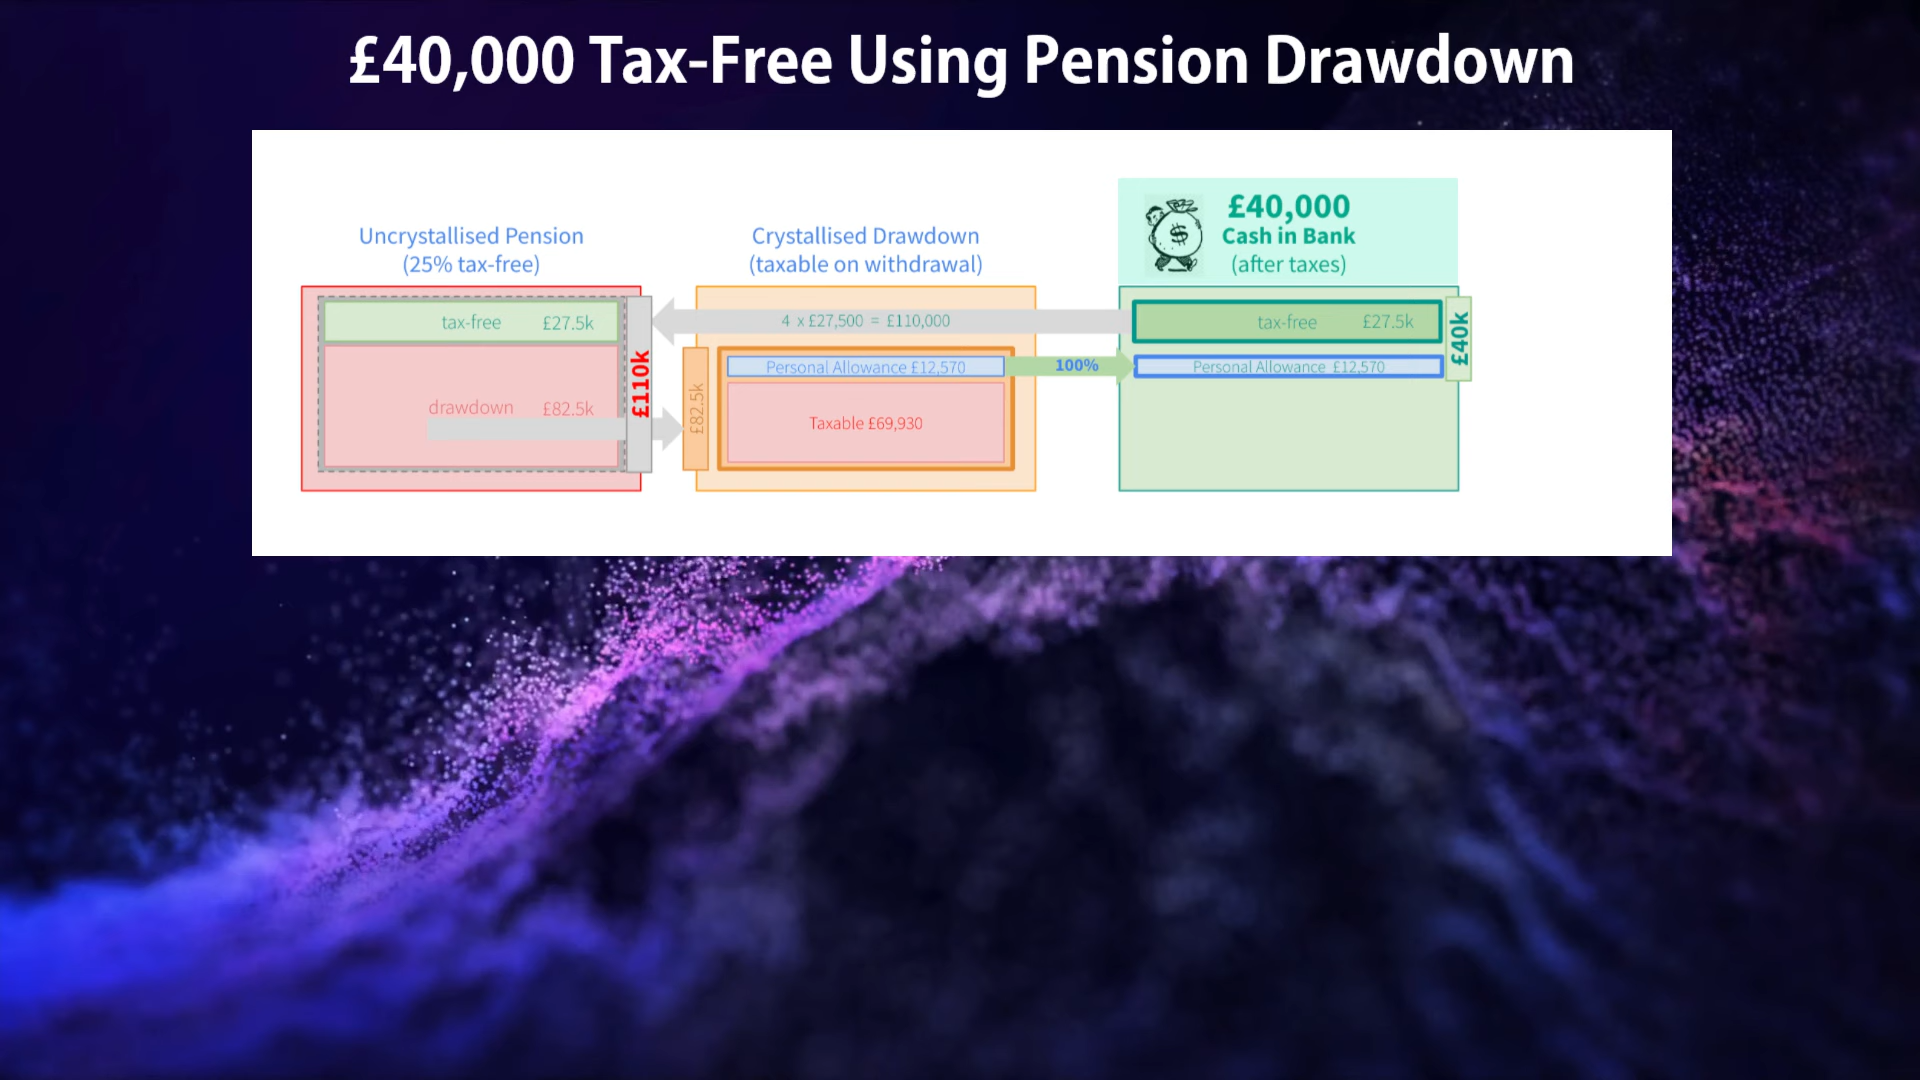 £40,000 Tax-Free Using Pension Drawdown
£40,000
Cash in Bank
(after taxes)
Uncrystallised Pension
(25% tax-free)
Crystallised Drawdown
(taxable on withdrawal)
tax-free £27.5k
drawdown £82.5k
£110k
4 x £27,500 = £110,000
£82.5k
Personal Allowance £12,570
Taxable £69,930
100%
tax-free £27.5k
Personal Allowance £12,570
£40k